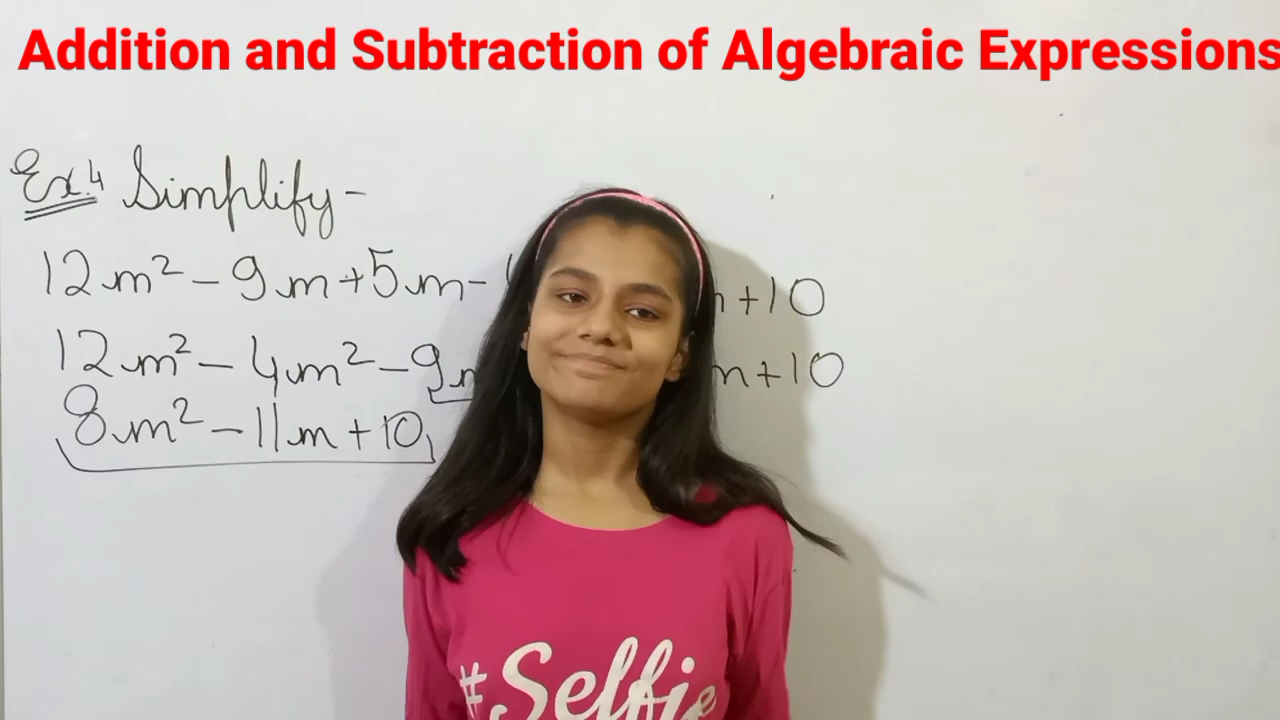 Addition and Subtraction of Algebraic Expressions
Ex.4 Simplify -
12m² - 9m + 5m - + 10
12m² - 4m² - 9m m + 10
8m² - 11m + 10
#Selfie